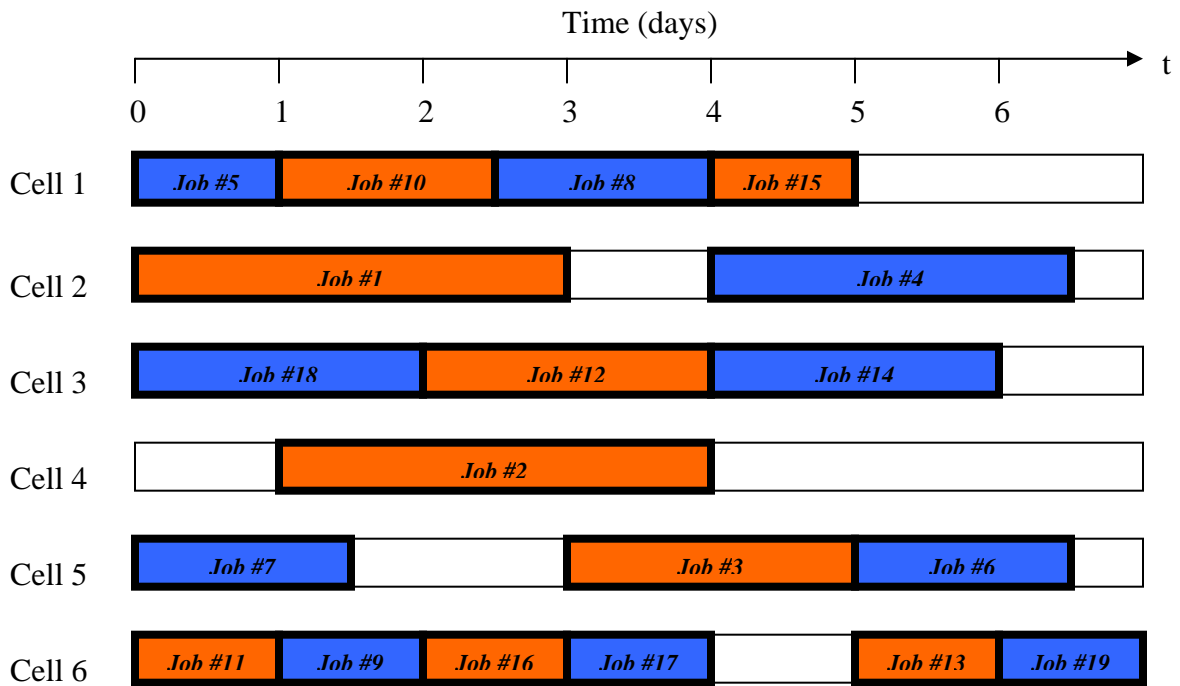 Time (days)
t
0 1 2 3 4 5 6
Cell 1 Job #5 Job #10 Job #8 Job #15
Cell 2 Job #1 Job #4
Cell 3 Job #18 Job #12 Job #14
Cell 4 Job #2
Cell 5 Job #7 Job #3 Job #6
Cell 6 Job #11 Job #9 Job #16 Job #17 Job #13 Job #19